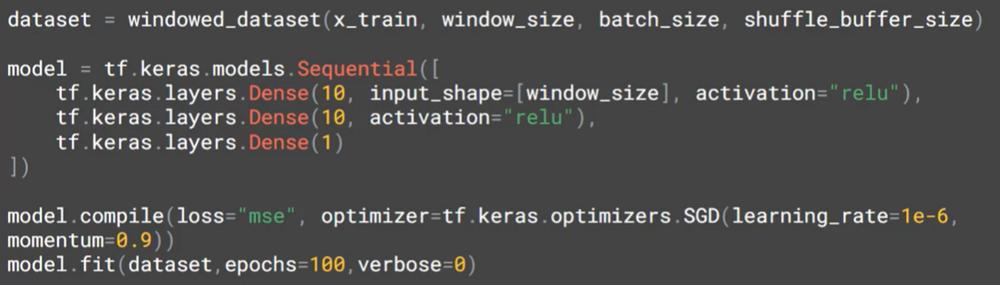 dataset = windowed_dataset(x_train, window_size, batch_size, shuffle_buffer_size)
model = tf.keras.models.Sequential([
    tf.keras.layers.Dense(10, input_shape=[window_size], activation="relu"),
    tf.keras.layers.Dense(10, activation="relu"),
    tf.keras.layers.Dense(1)
])
model.compile(loss="mse", optimizer=tf.keras.optimizers.SGD(learning_rate=1e-6,
momentum=0.9))
model.fit(dataset,epochs=100,verbose=0)